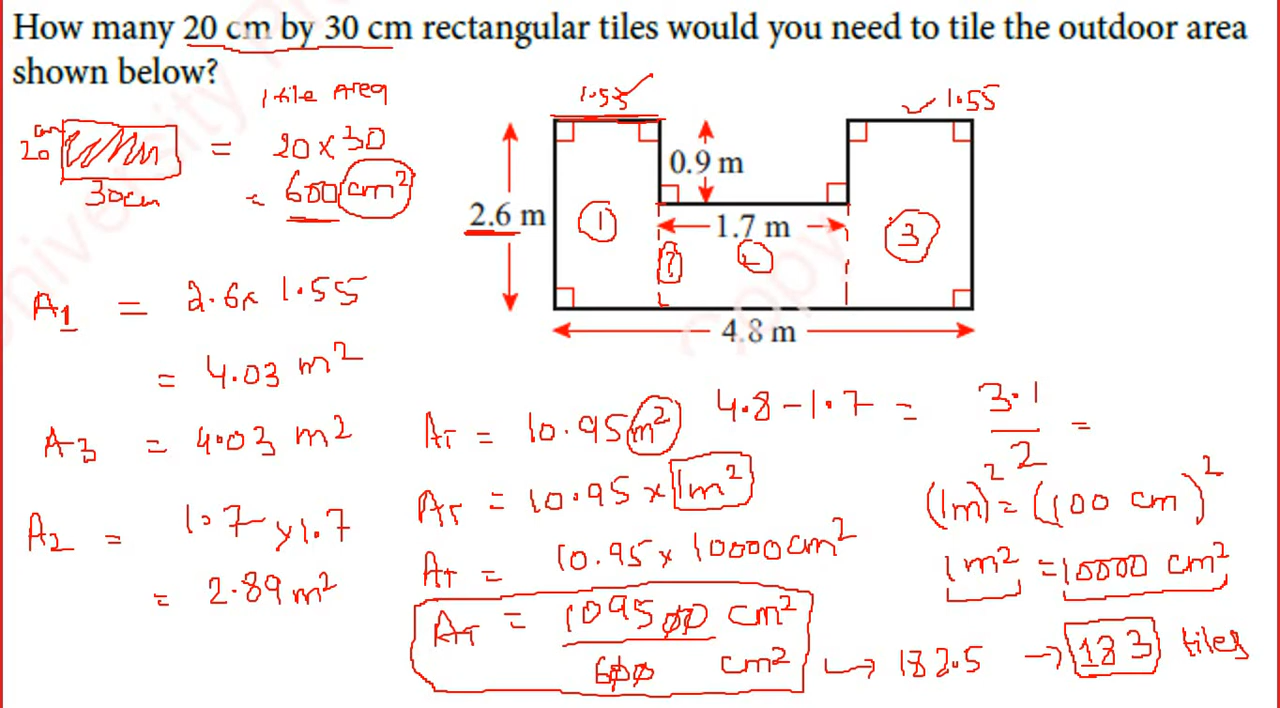 How many 20 cm by 30 cm rectangular tiles would you need to tile the outdoor area
shown below?
1 tile Area
20 cm
30cm
= 20 x 30
= 600 cm²
1.55
1.55
0.9 m
2.6 m
1
1.7 m
3
?
2
4.8 m
A1 = 2.6 x 1.55
= 4.03 m²
A3 = 4.03 m²
A2 = 1.7 x 1.7
= 2.89 m²
AT = 10.95 m²
AT = 10.95 x 1m²
AT = 10.95 x 10000cm²
AT = 109500 cm²
600 cm²
→ 182.5 → 183 tiles
4.8 - 1.7 = 3.1 =
2
(1m)² = (100 cm)²
1m² = 10000 cm²